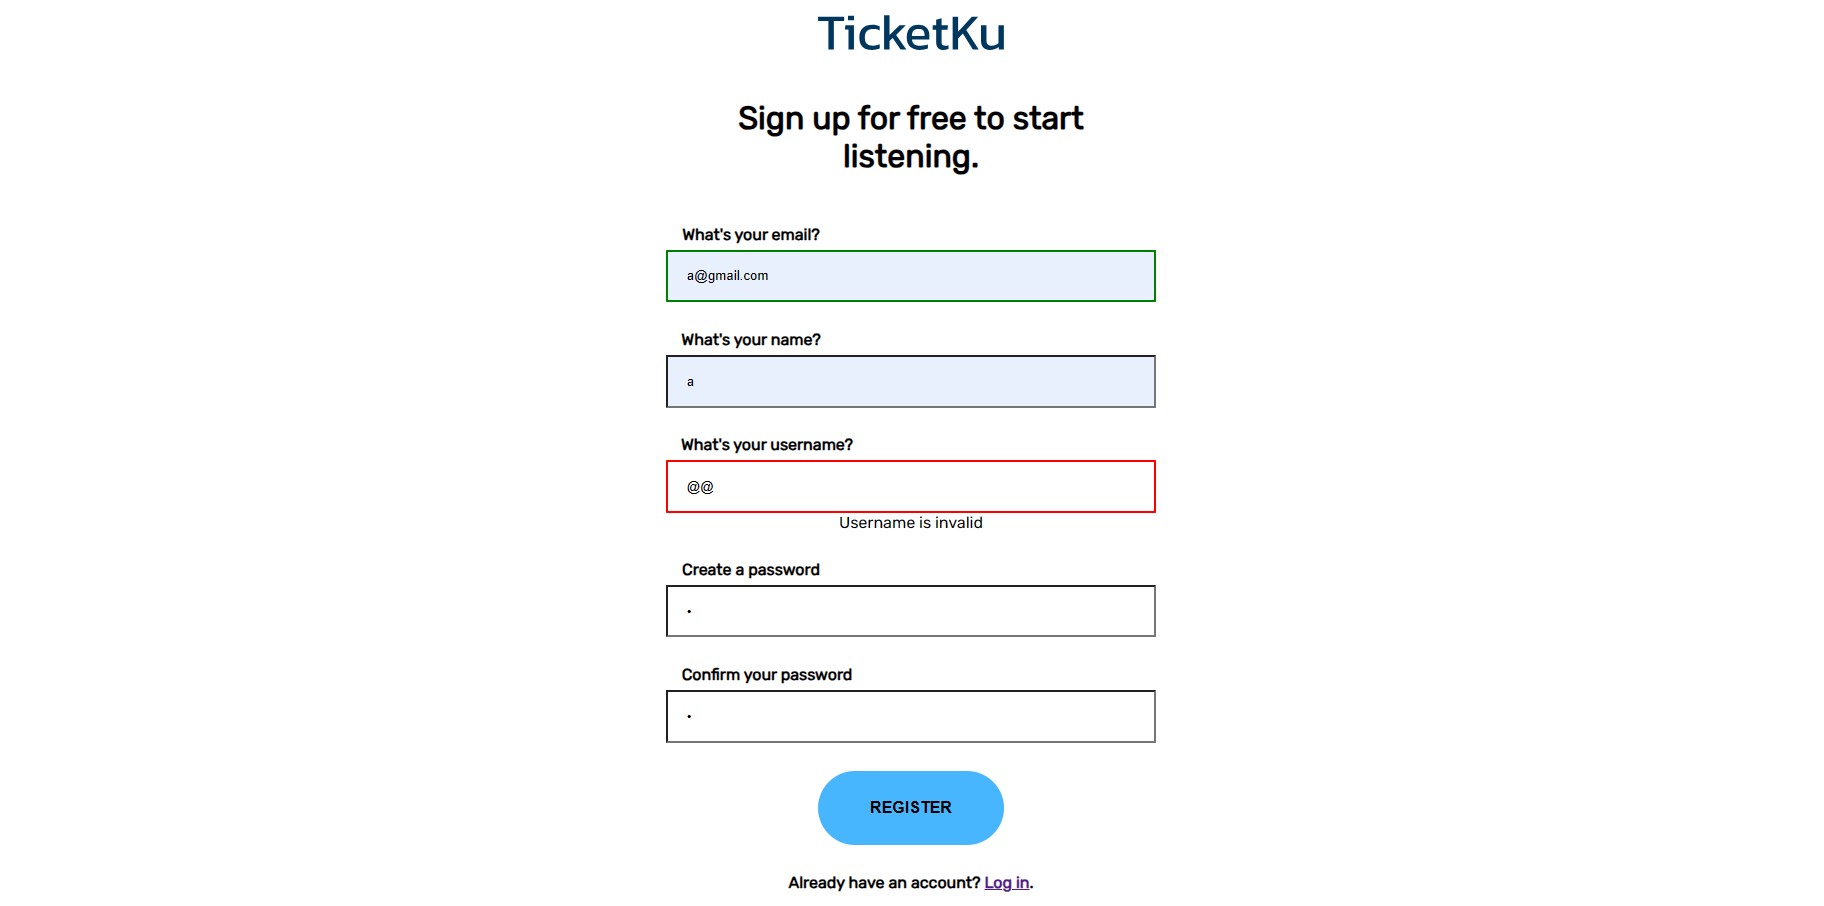 TicketKu
Sign up for free to start
listening.
What's your email?
a@gmail.com
What's your name?
a
What's your username?
@@
Username is invalid
Create a password
•
Confirm your password
•
REGISTER
Already have an account? Log in.